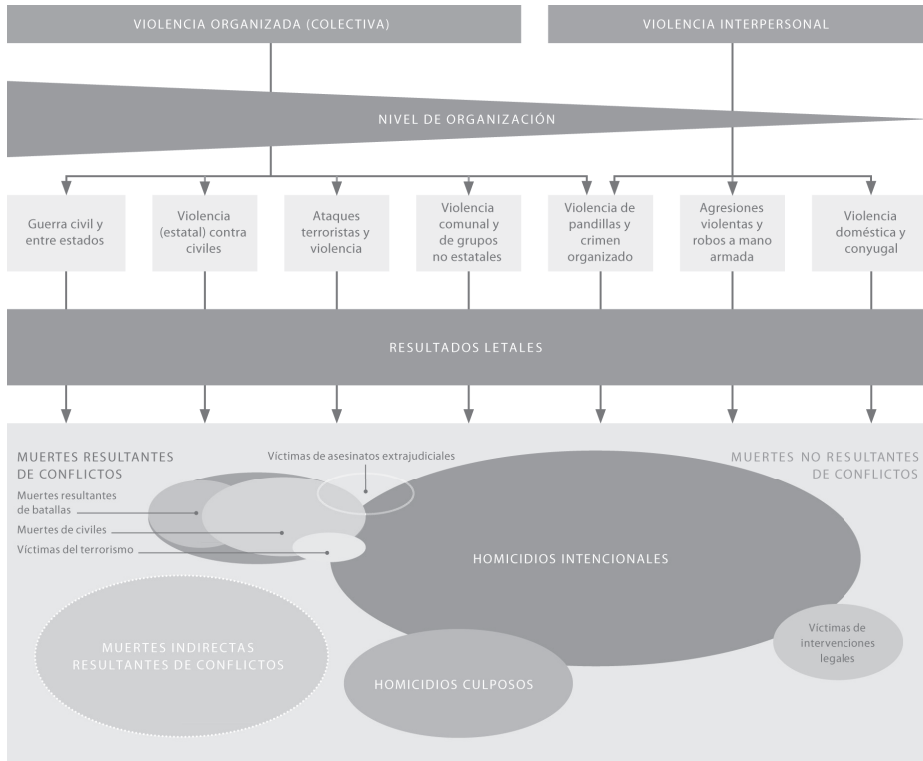 VIOLENCIA ORGANIZADA (COLECTIVA)
VIOLENCIA INTERPERSONAL
NIVEL DE ORGANIZACIÓN
Guerra civil y
entre estados
Violencia
(estatal) contra
civiles
Ataques
terroristas y
violencia
Violencia
comunal y
de grupos
no estatales
Violencia de
pandillas y
crimen
organizado
Agresiones
violentas y
robos a mano
armada
Violencia
doméstica y
conyugal
RESULTADOS LETALES
MUERTES RESULTANTES
DE CONFLICTOS
Víctimas de asesinatos extrajudiciales
MUERTES NO RESULTANTES
DE CONFLICTOS
Muertes resultantes
de batallas
Muertes de civiles
Víctimas del terrorismo
HOMICIDIOS INTENCIONALES
MUERTES INDIRECTAS
RESULTANTES DE CONFLICTOS
HOMICIDIOS CULPOSOS
Víctimas de
intervenciones
legales